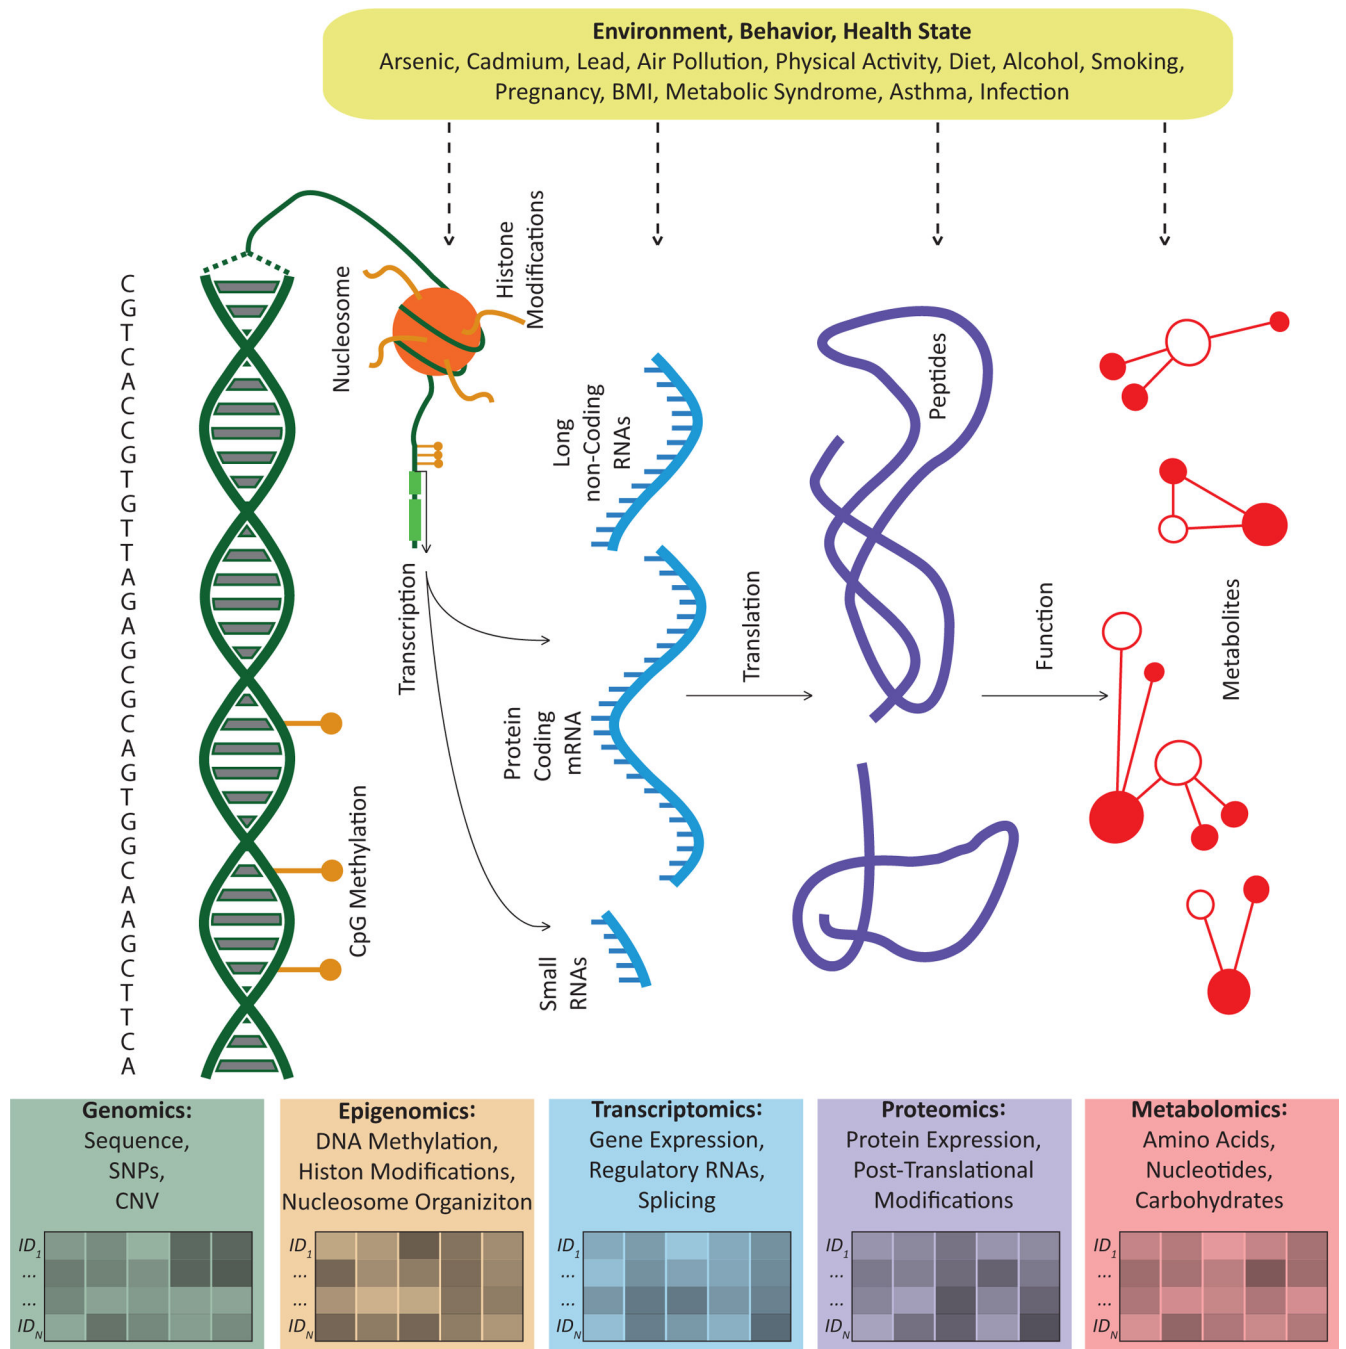 Environment, Behavior, Health State
Arsenic, Cadmium, Lead, Air Pollution, Physical Activity, Diet, Alcohol, Smoking,
Pregnancy, BMI, Metabolic Syndrome, Asthma, Infection
C
G
T
C
A
C
C
G
T
G
T
T
A
G
A
G
C
G
C
A
G
T
G
G
C
A
A
G
C
T
T
C
A
Nucleosome
Histone
Modifications
CpG Methylation
Transcription
Long
non-Coding
RNAs
Protein
Coding
mRNA
Small
RNAs
Translation
Peptides
Function
Metabolites
Genomics:
Sequence,
SNPs,
CNV
ID1
...
...
IDN
Epigenomics:
DNA Methylation,
Histon Modifications,
Nucleosome Organiziton
ID1
...
...
IDN
Transcriptomics:
Gene Expression,
Regulatory RNAs,
Splicing
ID1
...
...
IDN
Proteomics:
Protein Expression,
Post-Translational
Modifications
ID1
...
...
IDN
Metabolomics:
Amino Acids,
Nucleotides,
Carbohydrates
ID1
...
...
IDN